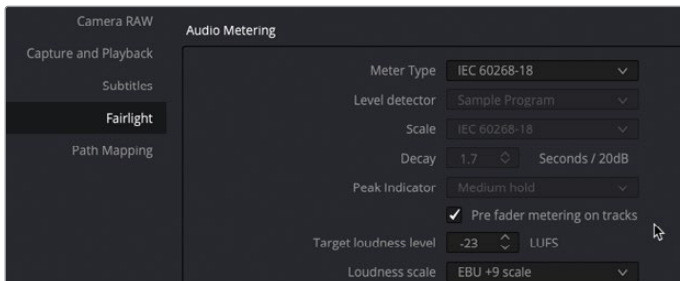 Camera RAW
Capture and Playback
Subtitles
Fairlight
Path Mapping
Audio Metering
Meter Type IEC 60268-18
Level detector Sample Program
Scale IEC 60268-18
Decay 1.7 Seconds / 20dB
Peak Indicator Medium hold
Pre fader metering on tracks
Target loudness level -23 LUFS
Loudness scale EBU +9 scale